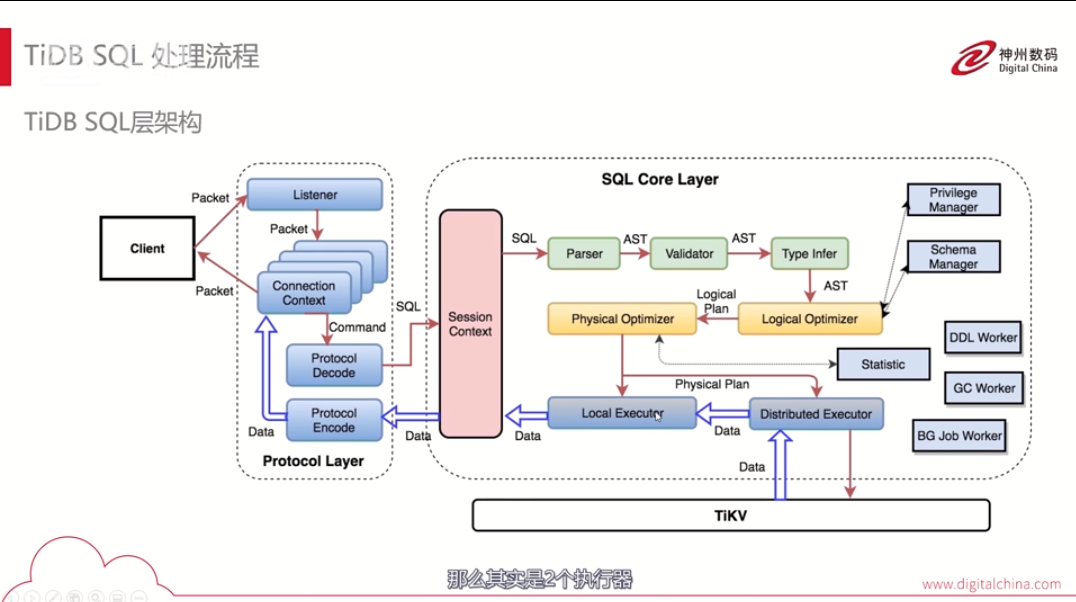 TiDB SQL 处理流程
神州数码
Digital China
TiDB SQL层架构
Client
Packet
Packet
Listener
Packet
Connection
Context
Command
Protocol
Decode
SQL
Protocol
Encode
Data
Data
Protocol Layer
SQL Core Layer
Session
Context
SQL
Parser
AST
Validator
AST
Type Infer
AST
Privilege
Manager
Schema
Manager
Logical Optimizer
Logical
Plan
Physical Optimizer
Statistic
Physical Plan
Local Executor
Data
Distributed Executor
Data
Data
DDL Worker
GC Worker
BG Job Worker
TiKV
那么其实是2个执行器
www.digitalchina.com